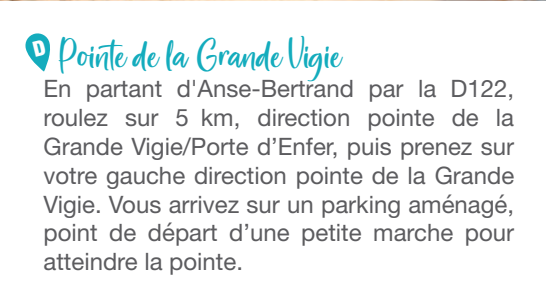 D Pointe de la Grande Vigie
En partant d'Anse-Bertrand par la D122,
roulez sur 5 km, direction pointe de la
Grande Vigie/Porte d’Enfer, puis prenez sur
votre gauche direction pointe de la Grande
Vigie. Vous arrivez sur un parking aménagé,
point de départ d’une petite marche pour
atteindre la pointe.